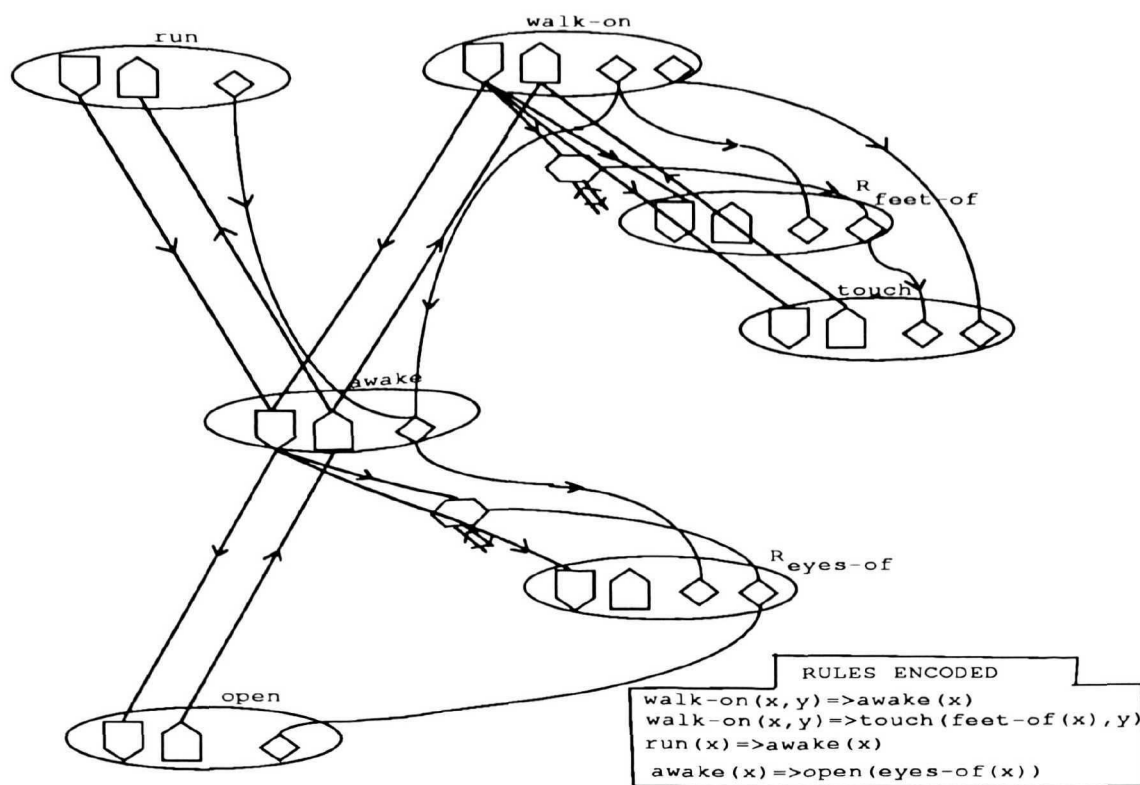 run
walk-on
R
feet-of
touch
awake
R
eyes-of
open
RULES ENCODED
walk-on(x,y)=>awake(x)
walk-on(x,y)=>touch(feet-of(x),y)
run(x)=>awake(x)
awake(x)=>open(eyes-of(x))